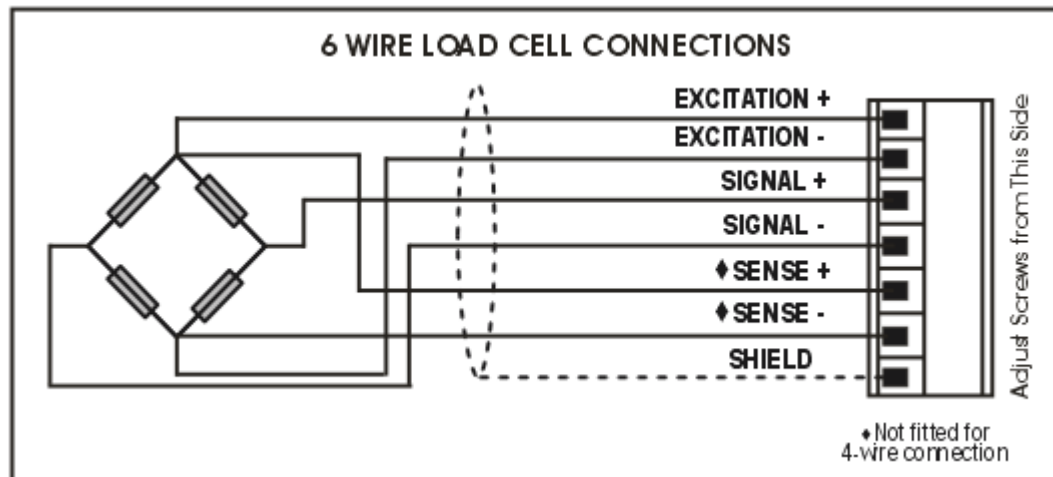 6 WIRE LOAD CELL CONNECTIONS
EXCITATION +
EXCITATION -
SIGNAL +
SIGNAL -
♦SENSE +
♦SENSE -
SHIELD
Adjust Screws from This Side
♦Not fitted for
4-wire connection